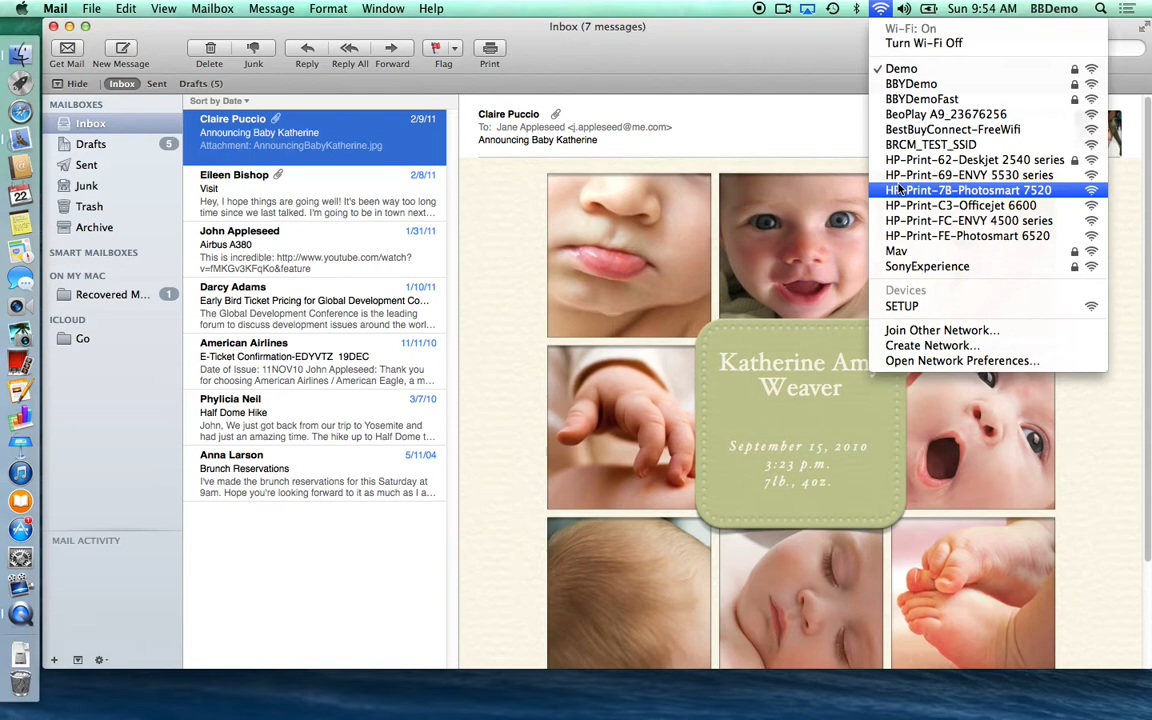 Mail File Edit View Mailbox Message Format Window Help Sun 9:54 AM BBDemo
Inbox (7 messages)
Get Mail New Message Delete Junk Reply Reply All Forward Flag Print
Hide Inbox Sent Drafts (5)
MAILBOXES
Inbox
Drafts 5
Sent
Junk
Trash
Archive
SMART MAILBOXES
ON MY MAC
Recovered M... 1
ICLOUD
Go
MAIL ACTIVITY
Sort by Date
Claire Puccio 2/9/11
Announcing Baby Katherine
Attachment: AnnouncingBabyKatherine.jpg
Eileen Bishop 2/8/11
Visit
Hey, I hope things are going well! It's been way too long
time since we last talked. I'm going to be in town next...
John Appleseed 1/31/11
Airbus A380
This is incredible: http://www.youtube.com/watch?
v=fMKGv3KFqKo&feature
Darcy Adams 1/10/11
Early Bird Ticket Pricing for Global Development Co...
The Global Development Conference is the leading
forum to discuss development issues around the world...
American Airlines 11/11/10
E-Ticket Confirmation-EDYVTZ 19DEC
Date of Issue: 11NOV10 John Appleseed: Thank you
for choosing American Airlines / American Eagle, a m...
Phylicia Neil 3/7/10
Half Dome Hike
John, We just got back from our trip to Yosemite and
had just an amazing time. The hike up to Half Dome t...
Anna Larson 5/11/04
Brunch Reservations
I've made the brunch reservations for this Saturday at
9am. Hope you're looking forward to it as much as I a...
Claire Puccio
To: Jane Appleseed <j.appleseed@me.com>
Announcing Baby Katherine
Katherine Amy
Weaver
September 15, 2010
3:23 p.m.
7lb., 4oz.
Wi-Fi: On
Turn Wi-Fi Off
Demo
BBYDemo
BBYDemoFast
BeoPlay A9_23676256
BestBuyConnect-FreeWifi
BRCM_TEST_SSID
HP-Print-62-Deskjet 2540 series
HP-Print-69-ENVY 5530 series
HP-Print-7B-Photosmart 7520
HP-Print-C3-Officejet 6600
HP-Print-FC-ENVY 4500 series
HP-Print-FE-Photosmart 6520
Mav
SonyExperience
Devices
SETUP
Join Other Network...
Create Network...
Open Network Preferences...